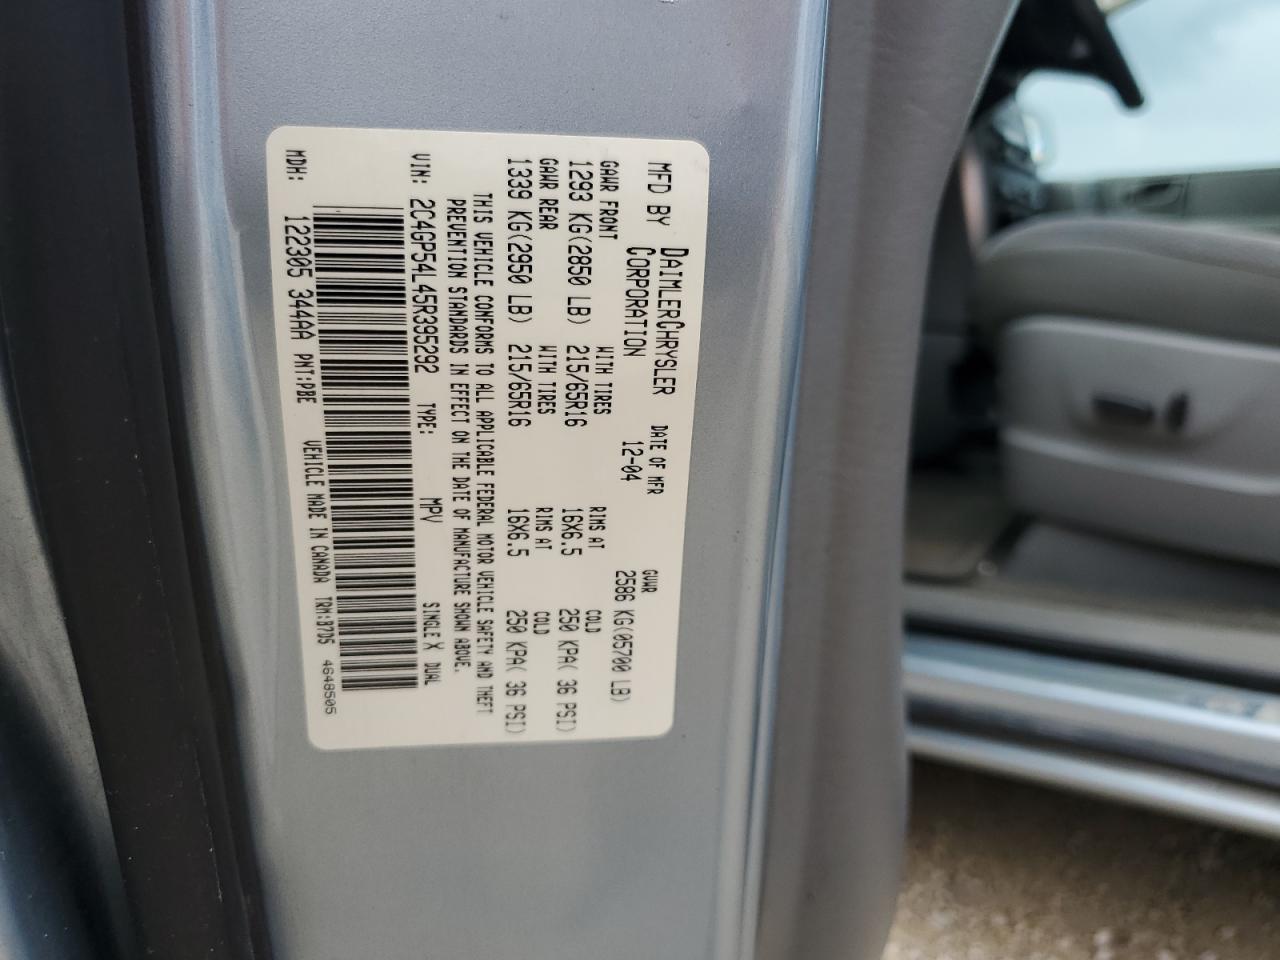 MFD BY DAIMLERCHRYSLER CORPORATION
DATE OF MFR 12-04
GVWR 2586 KG(05700 LB)
GAWR FRONT WITH TIRES RIMS AT COLD
1293 KG(2850 LB) 215/65R16 16X6.5 250 KPA( 36 PSI)
GAWR REAR WITH TIRES RIMS AT COLD
1339 KG(2950 LB) 215/65R16 16X6.5 250 KPA( 36 PSI)
THIS VEHICLE CONFORMS TO ALL APPLICABLE FEDERAL MOTOR VEHICLE SAFETY AND THEFT
PREVENTION STANDARDS IN EFFECT ON THE DATE OF MANUFACTURE SHOWN ABOVE.
VIN: 2C4GP54L45R395292 TYPE: MPV SINGLE X DUAL
MDH: 122305 344AA PNT:PBE VEHICLE MADE IN CANADA TRM:B7D5 4648505